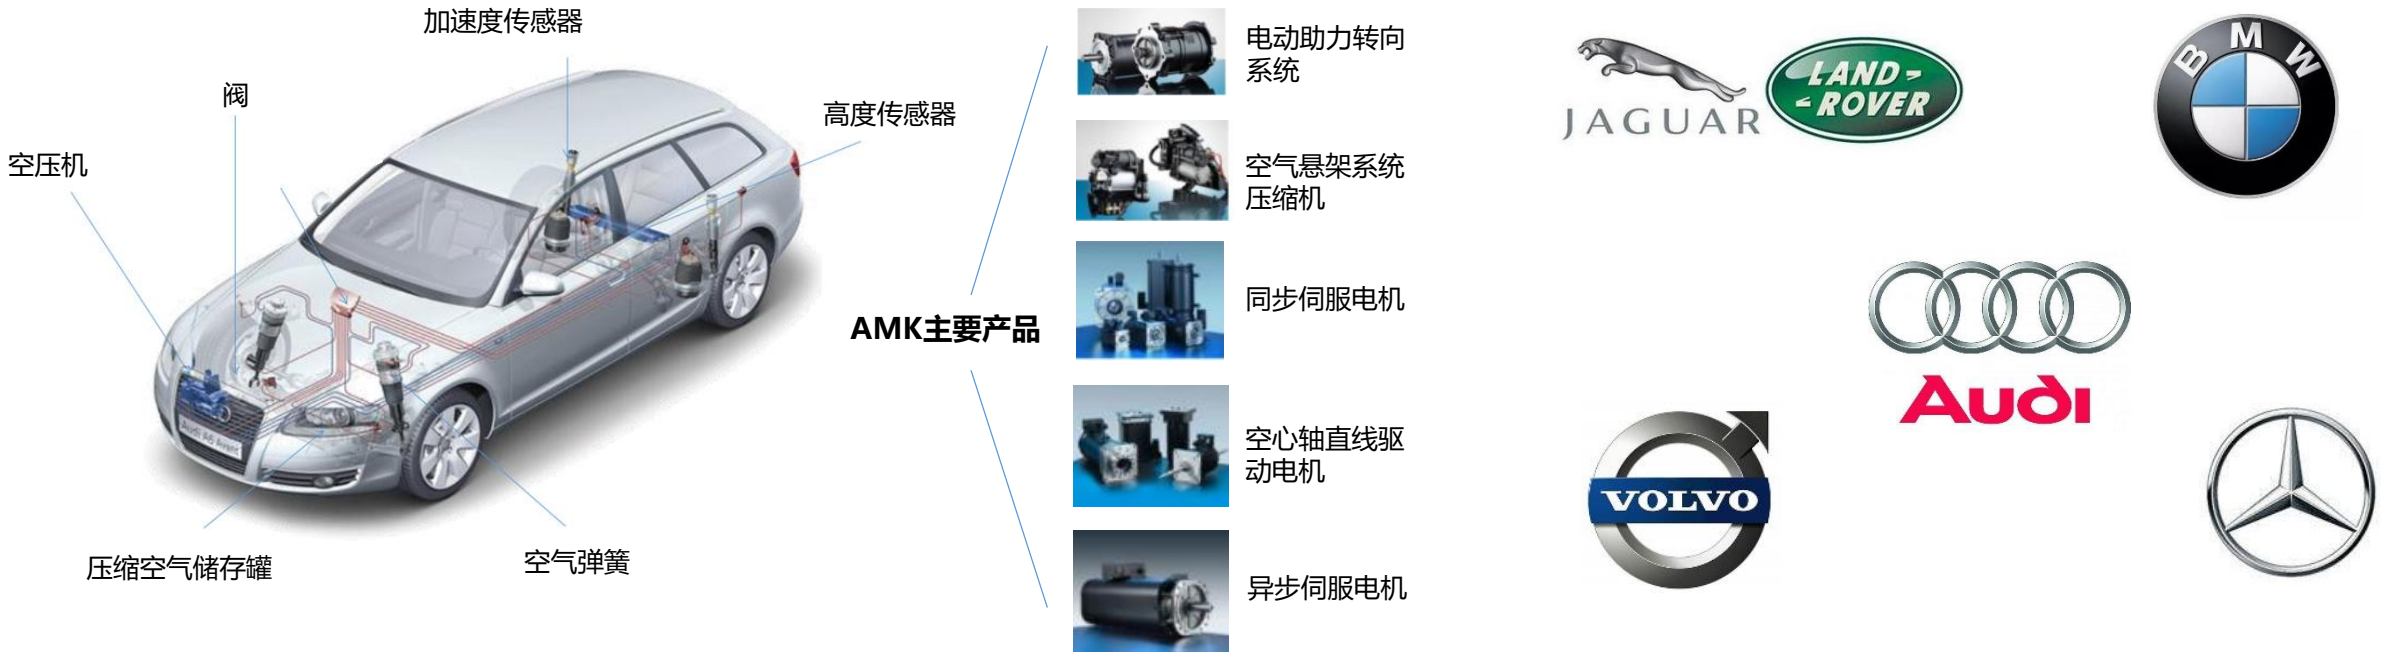 加速度传感器
阀
高度传感器
空压机
压缩空气储存罐
空气弹簧
Audi A6 Avant
AMK主要产品
电动助力转向
系统
空气悬架系统
压缩机
同步伺服电机
空心轴直线驱
动电机
异步伺服电机
JAGUAR
LAND-
-ROVER
BMW
Audi
VOLVO